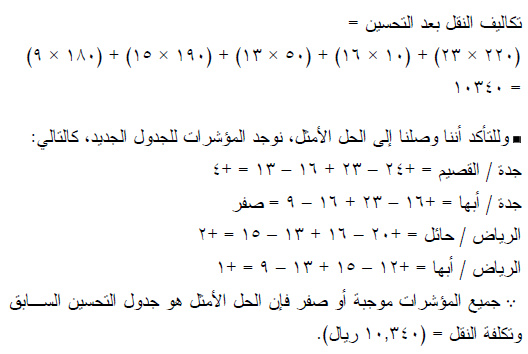 تكاليف النقل بعد التحسين =
(٢٢٠ × ٢٣) + (١٠ × ١٦) + (٥٠ × ١٣) + (١٩٠ × ١٥) + (١٨٠ × ٩)
= ١٠٣٤٠
▪ وللتأكد أننا وصلنا إلى الحل الأمثل، نوجد المؤشرات للجدول الجديد، كالتالي:
جدة / القصيم = +٢٤ – ٢٣ + ١٦ – ١٣ = +٤
جدة / أبها = +١٦ – ٢٣ + ١٦ – ٩ = صفر
الرياض / حائل = +٢٠ – ١٦ + ١٣ – ١٥ = +٢
الرياض / أبها = +١٢ – ١٥ + ١٣ – ٩ = +١
∵ جميع المؤشرات موجبة أو صفر فإن الحل الأمثل هو جدول التحسين الســـابق
وتكلفة النقل = (١٠,٣٤٠ ريال).